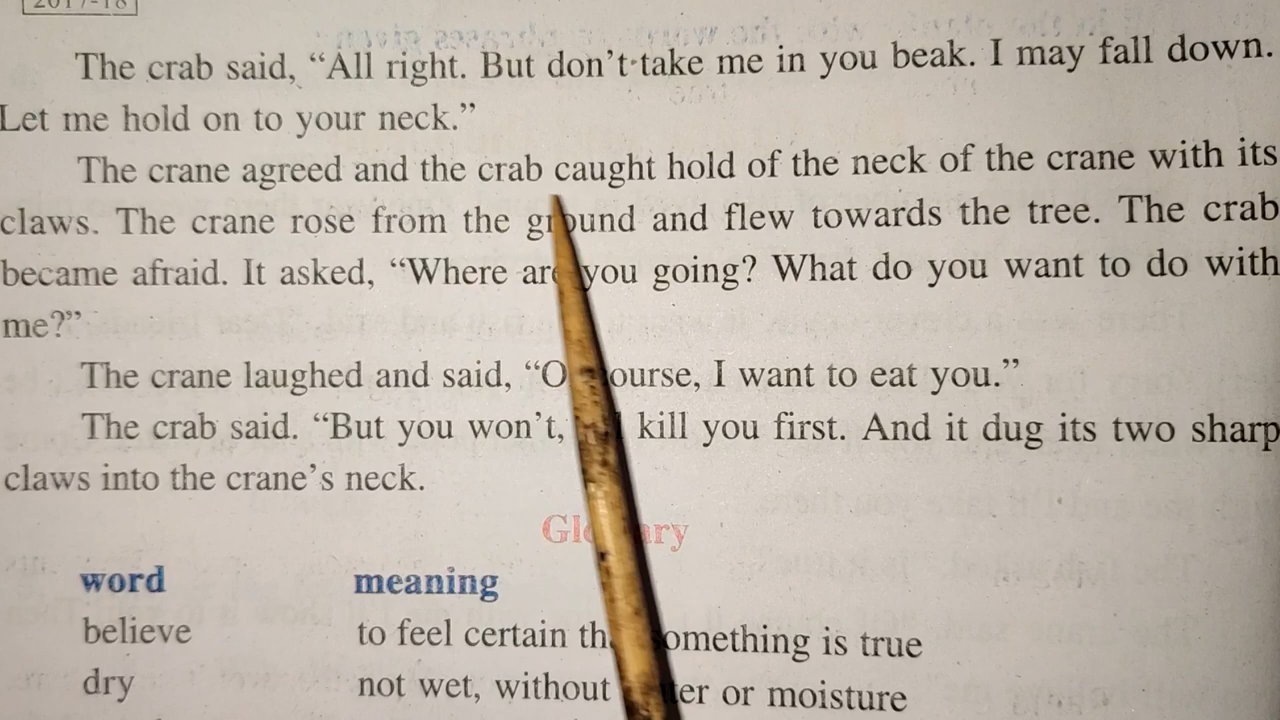 2017-18
The crab said, “All right. But don’t take me in you beak. I may fall down.
Let me hold on to your neck.”
The crane agreed and the crab caught hold of the neck of the crane with its
claws. The crane rose from the ground and flew towards the tree. The crab
became afraid. It asked, “Where are you going? What do you want to do with
me?”
The crane laughed and said, “Of course, I want to eat you.”
The crab said. “But you won’t, kill you first. And it dug its two sharp
claws into the crane’s neck.
Glossary
word meaning
believe to feel certain that something is true
dry not wet, without water or moisture